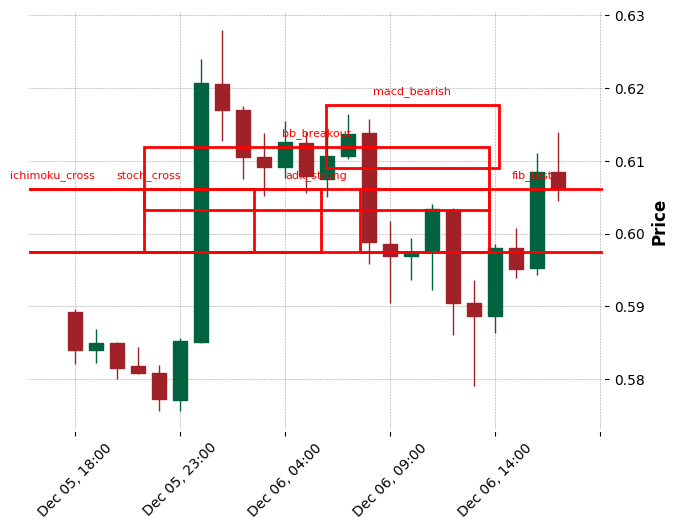 0.63
macd_bearish
0.62
bb_breakout
0.61
ichimoku_cross
stoch_cross
adx_strong
0.60
Price
0.59
0.58
Dec 05, 18:00
Dec 05, 23:00
Dec 06, 04:00
Dec 06, 09:00
Dec 06, 14:00